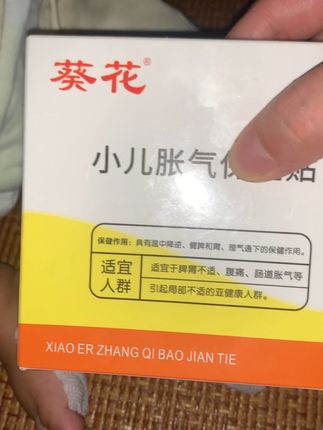 葵花®
小儿胀气保 贴
保健作用：具有温中降逆、健脾和胃、理气通下的保健作用。
适宜人群
适宜于脾胃不适、腹痛、肠道胀气等
引起局部不适的亚健康人群。
XIAO ER ZHANG QI BAO JIAN TIE